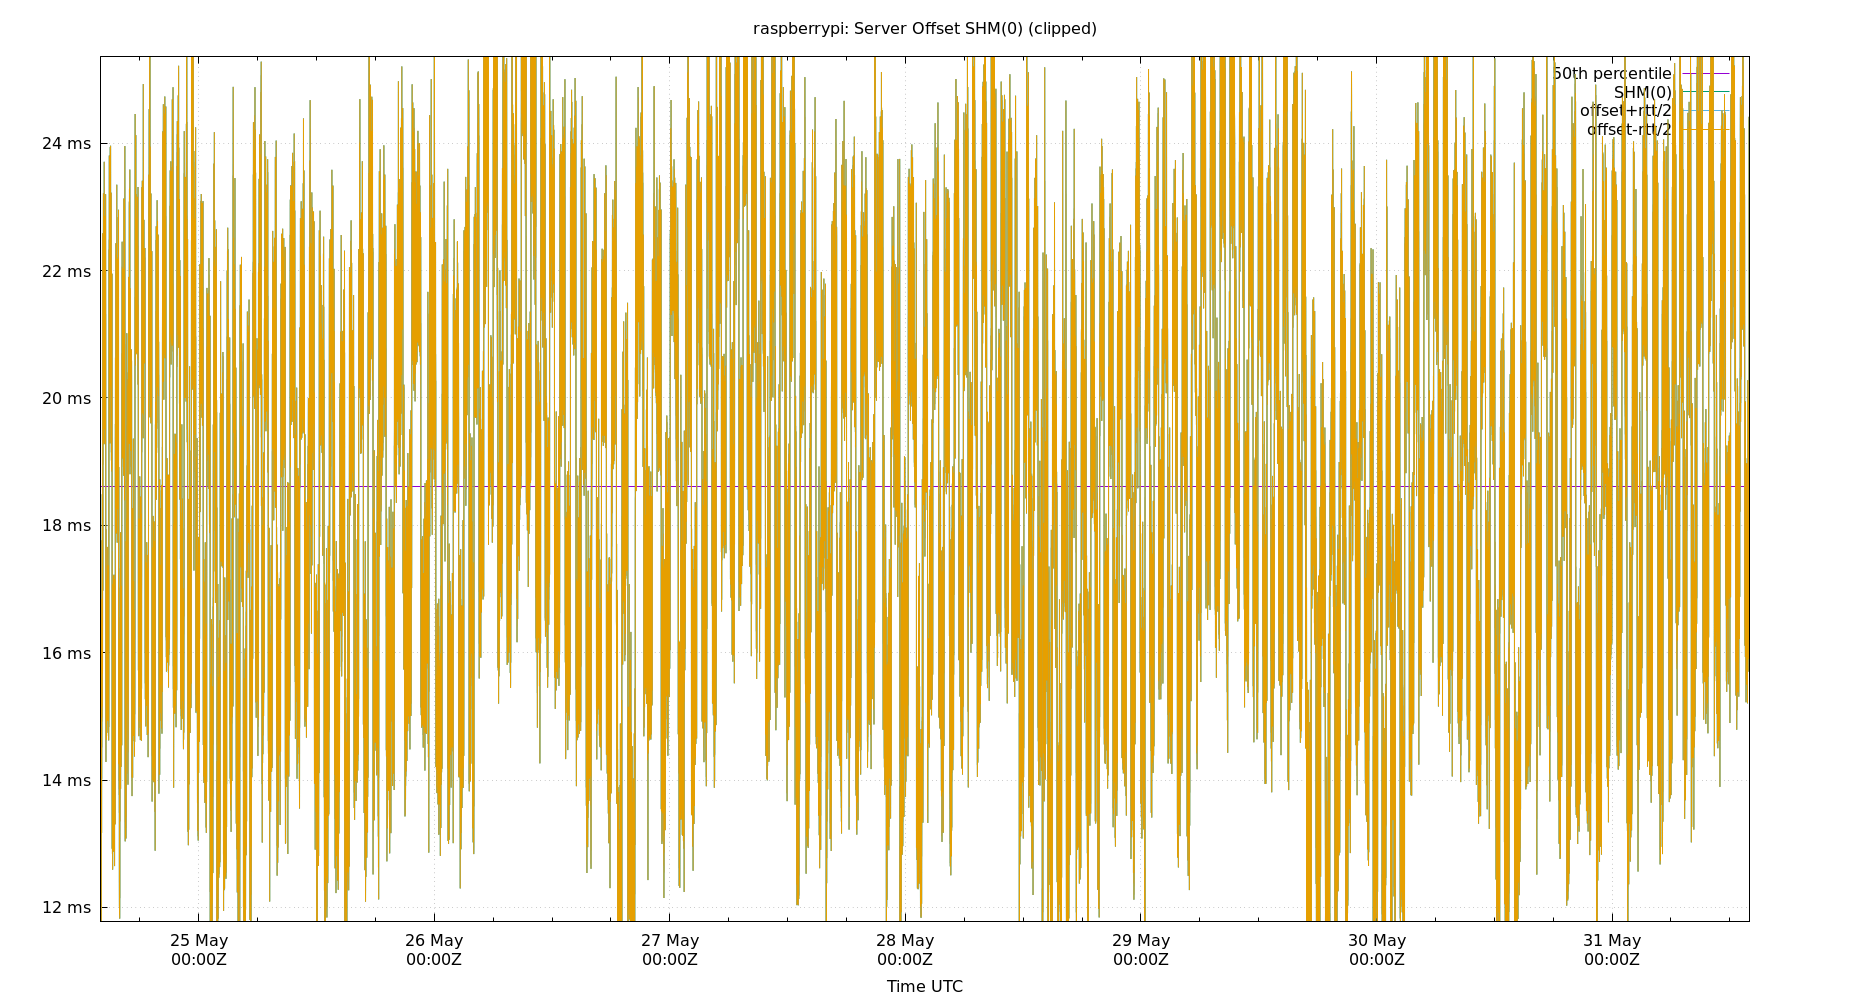 raspberrypi: Server Offset SHM(0) (clipped)
50th percentile
SHM(0)
offset+rtt/2
offset-rtt/2
24 ms
22 ms
20 ms
18 ms
16 ms
14 ms
12 ms
25 May 26 May 27 May 28 May 29 May 30 May 31 May
00:00Z 00:00Z 00:00Z 00:00Z 00:00Z 00:00Z 00:00Z
Time UTC